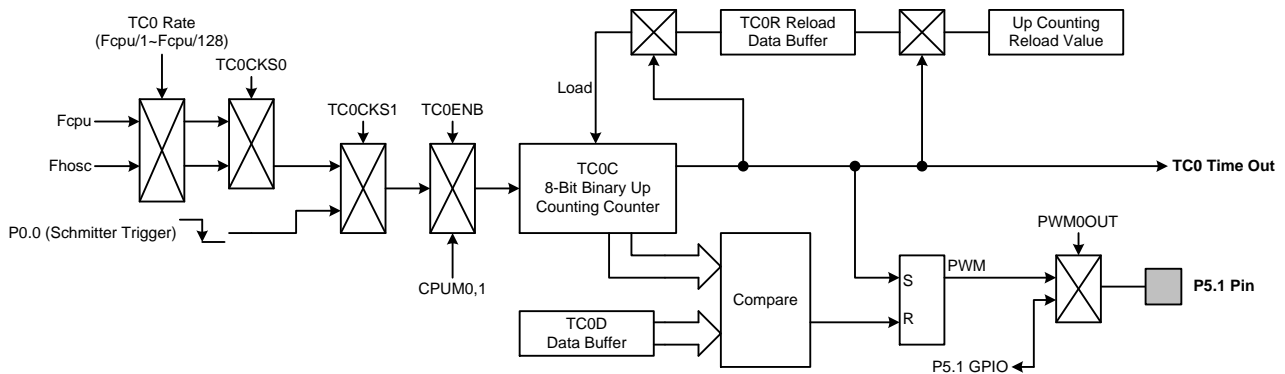 TC0 Rate
(Fcpu/1~Fcpu/128)
TC0CKS0
Fcpu
Fhosc
P0.0 (Schmitter Trigger)
TC0CKS1
TC0ENB
CPUM0,1
Load
TC0R Reload
Data Buffer
Up Counting
Reload Value
TC0C
8-Bit Binary Up
Counting Counter
TC0 Time Out
TC0D
Data Buffer
Compare
S
R
PWM
PWM0OUT
P5.1 Pin
P5.1 GPIO